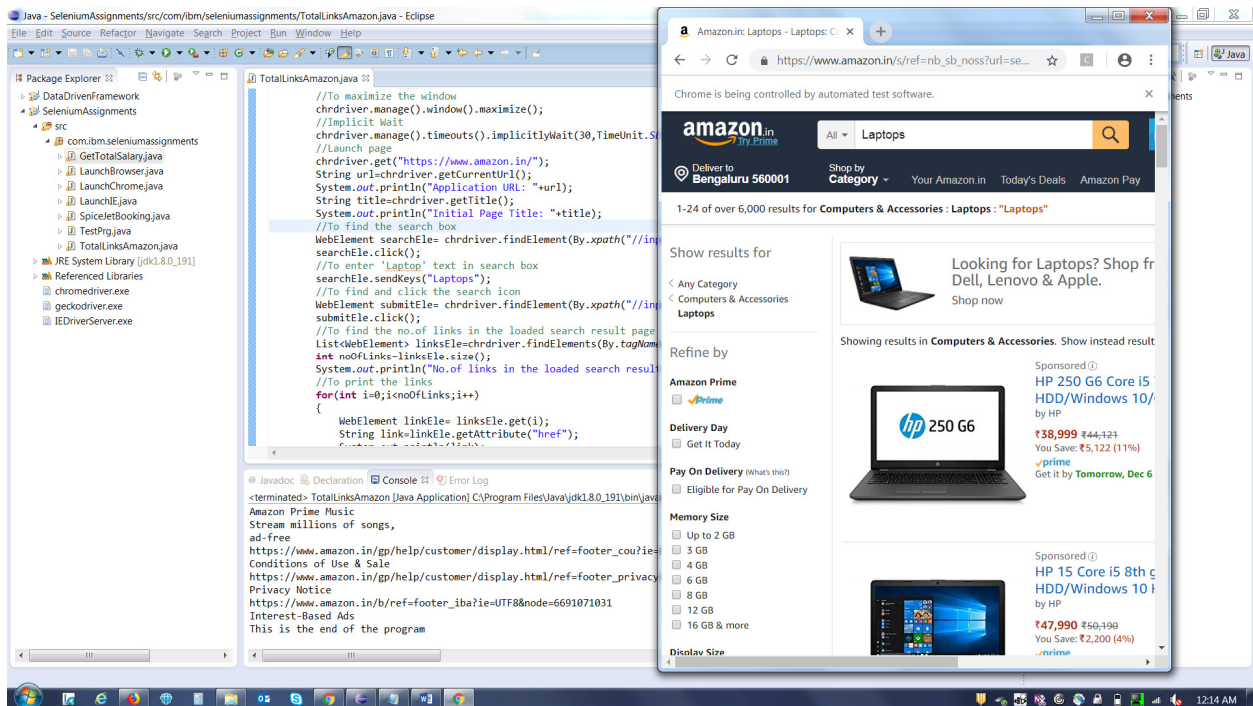 Java - SeleniumAssignments/src/com/ibm/seleniumassignments/TotalLinksAmazon.java - Eclipse
File Edit Source Refactor Navigate Search Project Run Window Help
Java
Package Explorer
DataDrivenFramework
SeleniumAssignments
src
com.ibm.seleniumassignments
GetTotalSalary.java
LaunchBrowser.java
LaunchChrome.java
LaunchIE.java
SpiceJetBooking.java
TestPrg.java
TotalLinksAmazon.java
JRE System Library [jdk1.8.0_191]
Referenced Libraries
chromedriver.exe
geckodriver.exe
IEDriverServer.exe
TotalLinksAmazon.java
//To maximize the window
chrdriver.manage().window().maximize();
//Implicit Wait
chrdriver.manage().timeouts().implicitlyWait(30,TimeUnit.
//Launch page
chrdriver.get("https://www.amazon.in/");
String url=chrdriver.getCurrentUrl();
System.out.println("Application URL: "+url);
String title=chrdriver.getTitle();
System.out.println("Initial Page Title: "+title);
//To find the search box
WebElement searchEle= chrdriver.findElement(By.xpath("//inp
searchEle.click();
//To enter 'Laptop' text in search box
searchEle.sendKeys("Laptops");
//To find and click the search icon
WebElement submitEle= chrdriver.findElement(By.xpath("//inp
submitEle.click();
//To find the no.of links in the loaded search result page
List<WebElement> linksEle=chrdriver.findElements(By.tagName
int noOfLinks=linksEle.size();
System.out.println("No.of links in the loaded search result
//To print the links
for(int i=0;i<noOfLinks;i++)
{
WebElement linkEle= linksEle.get(i);
String link=linkEle.getAttribute("href");
Javadoc Declaration Console Error Log
<terminated> TotalLinksAmazon [Java Application] C:\Program Files\Java\jdk1.8.0_191\bin\java
Amazon Prime Music
Stream millions of songs,
ad-free
https://www.amazon.in/gp/help/customer/display.html/ref=footer_cou?ie=
Conditions of Use & Sale
https://www.amazon.in/gp/help/customer/display.html/ref=footer_privacy
Privacy Notice
https://www.amazon.in/b/ref=footer_iba?ie=UTF8&node=6691071031
Interest-Based Ads
This is the end of the program
Amazon.in: Laptops - Laptops: Co
https://www.amazon.in/s/ref=nb_sb_noss?url=se...
Chrome is being controlled by automated test software.
amazon.in
Try Prime
All Laptops
Deliver to
Bengaluru 560001
Shop by
Category Your Amazon.in Today's Deals Amazon Pay
1-24 of over 6,000 results for Computers & Accessories : Laptops : "Laptops"
Show results for
Any Category
Computers & Accessories
Laptops
Refine by
Amazon Prime
Prime
Delivery Day
Get It Today
Pay On Delivery (What's this?)
Eligible for Pay On Delivery
Memory Size
Up to 2 GB
3 GB
4 GB
6 GB
8 GB
12 GB
16 GB & more
Display Size
Looking for Laptops? Shop fr
Dell, Lenovo & Apple.
Shop now
Showing results in Computers & Accessories. Show instead result
hp 250 G6
Sponsored
HP 250 G6 Core i5
HDD/Windows 10/
by HP
₹38,999 ₹44,121
You Save: ₹5,122 (11%)
prime
Get it by Tomorrow, Dec 6
Sponsored
HP 15 Core i5 8th g
HDD/Windows 10 H
by HP
₹47,990 ₹50,190
You Save: ₹2,200 (4%)
prime
ments
12:14 AM